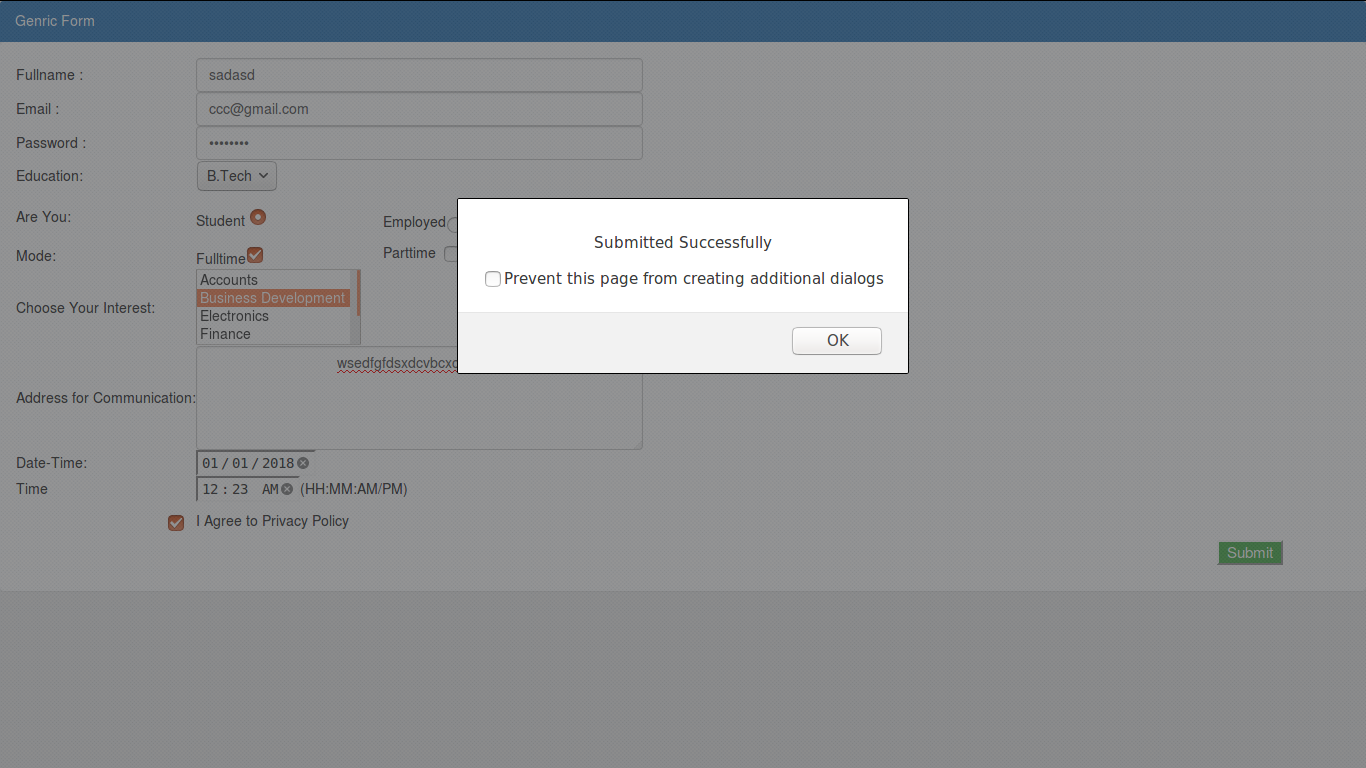 Genric Form
Fullname : sadasd
Email : ccc@gmail.com
Password : ••••••••
Education: B.Tech
Are You: Student Employed
Mode: Fulltime Parttime
Choose Your Interest:
Accounts
Business Development
Electronics
Finance
Address for Communication:
Submitted Successfully
Prevent this page from creating additional dialogs
OK
Date-Time: 01/01/2018
Time 12:23 AM (HH:MM:AM/PM)
I Agree to Privacy Policy
Submit